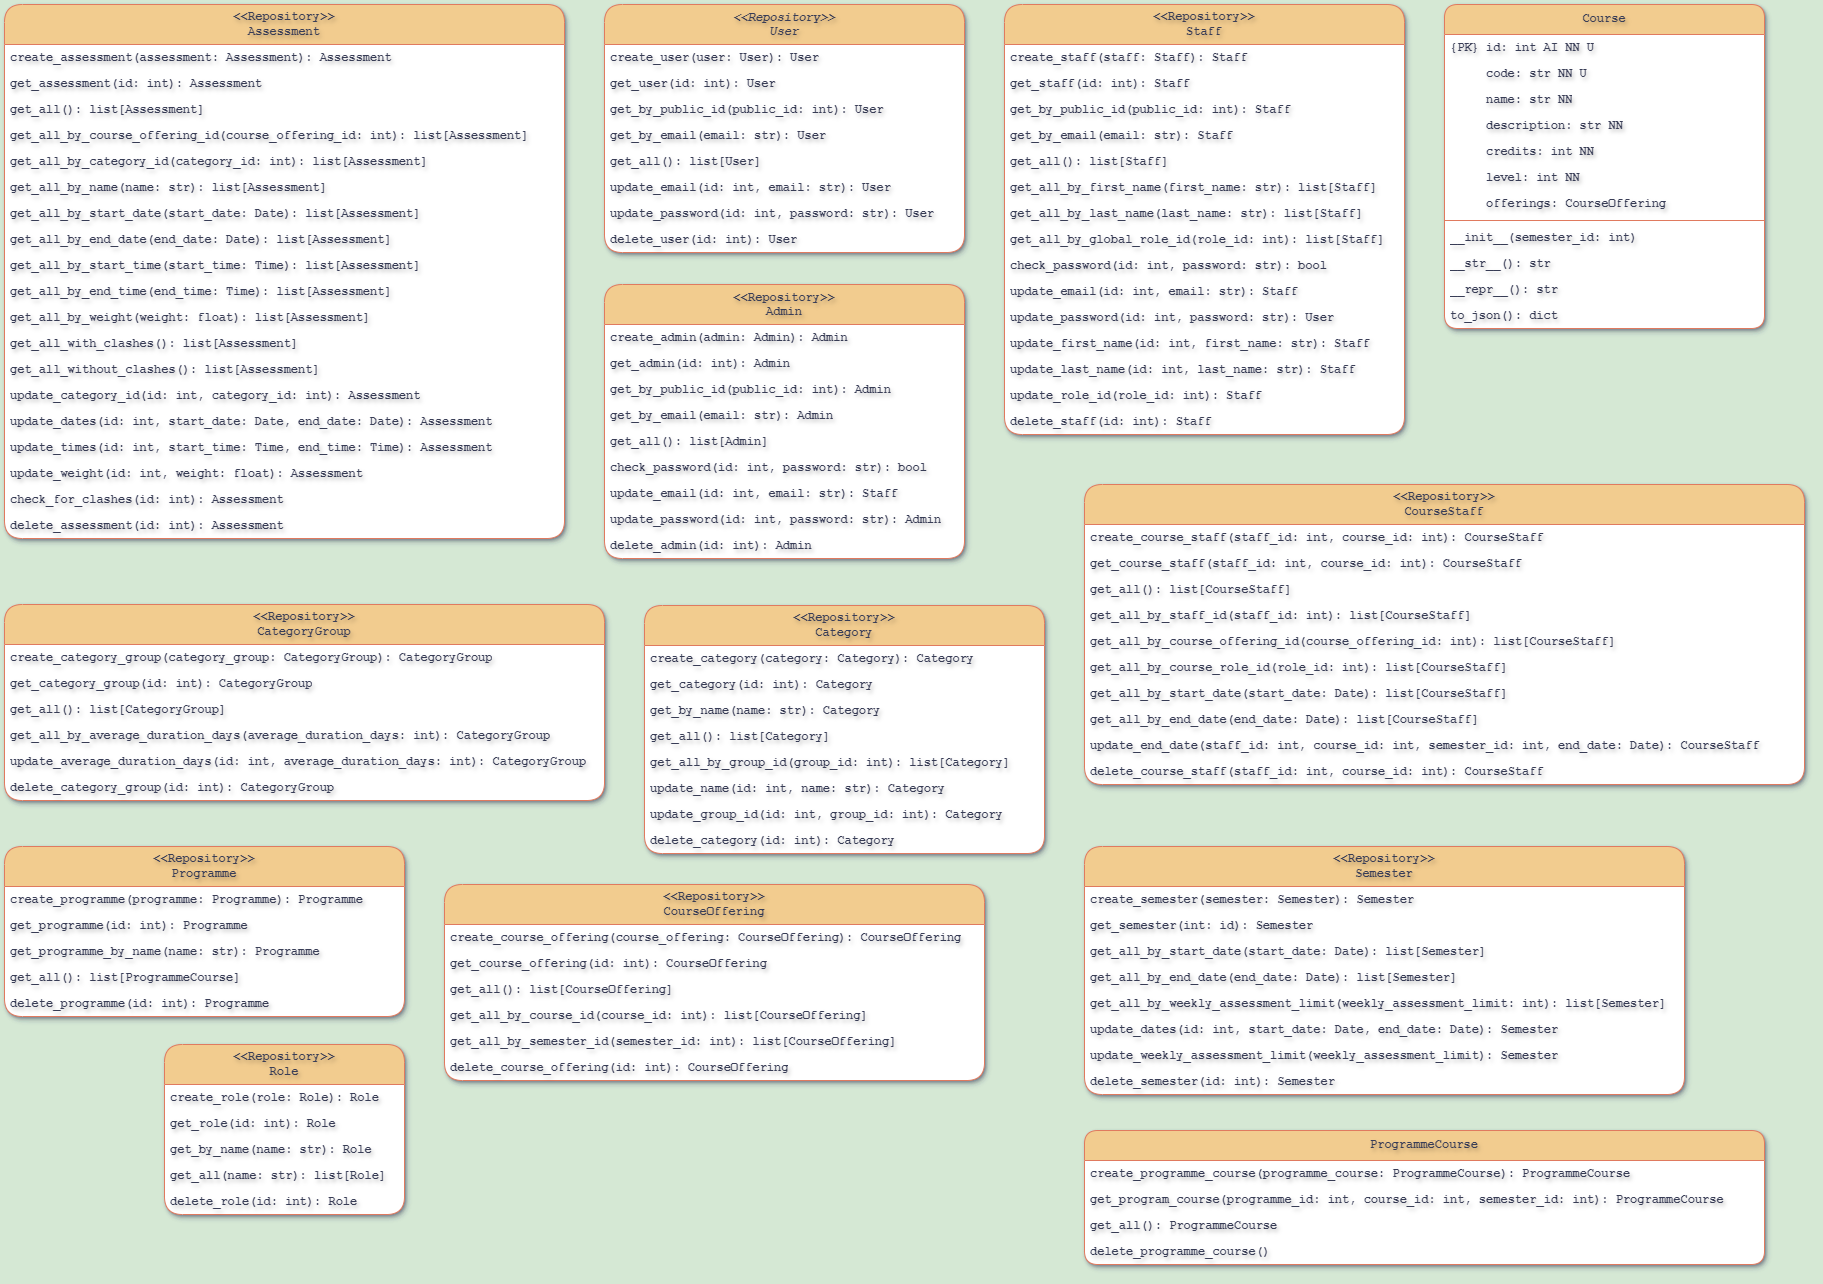 <<Repository>>
Assessment
create_assessment(assessment: Assessment): Assessment
get_assessment(id: int): Assessment
get_all(): list[Assessment]
get_all_by_course_offering_id(course_offering_id: int): list[Assessment]
get_all_by_category_id(category_id: int): list[Assessment]
get_all_by_name(name: str): list[Assessment]
get_all_by_start_date(start_date: Date): list[Assessment]
get_all_by_end_date(end_date: Date): list[Assessment]
get_all_by_start_time(start_time: Time): list[Assessment]
get_all_by_end_time(end_time: Time): list[Assessment]
get_all_by_weight(weight: float): list[Assessment]
get_all_with_clashes(): list[Assessment]
get_all_without_clashes(): list[Assessment]
update_category_id(id: int, category_id: int): Assessment
update_dates(id: int, start_date: Date, end_date: Date): Assessment
update_times(id: int, start_time: Time, end_time: Time): Assessment
update_weight(id: int, weight: float): Assessment
check_for_clashes(id: int): Assessment
delete_assessment(id: int): Assessment
<<Repository>>
User
create_user(user: User): User
get_user(id: int): User
get_by_public_id(public_id: int): User
get_by_email(email: str): User
get_all(): list[User]
update_email(id: int, email: str): User
update_password(id: int, password: str): User
delete_user(id: int): User
<<Repository>>
Admin
create_admin(admin: Admin): Admin
get_admin(id: int): Admin
get_by_public_id(public_id: int): Admin
get_by_email(email: str): Admin
get_all(): list[Admin]
check_password(id: int, password: str): bool
update_email(id: int, email: str): Staff
update_password(id: int, password: str): Admin
delete_admin(id: int): Admin
<<Repository>>
Staff
create_staff(staff: Staff): Staff
get_staff(id: int): Staff
get_by_public_id(public_id: int): Staff
get_by_email(email: str): Staff
get_all(): list[Staff]
get_all_by_first_name(first_name: str): list[Staff]
get_all_by_last_name(last_name: str): list[Staff]
get_all_by_global_role_id(role_id: int): list[Staff]
check_password(id: int, password: str): bool
update_email(id: int, email: str): Staff
update_password(id: int, password: str): User
update_first_name(id: int, first_name: str): Staff
update_last_name(id: int, last_name: str): Staff
update_role_id(role_id: int): Staff
delete_staff(id: int): Staff
Course
{PK} id: int AI NN U
code: str NN U
name: str NN
description: str NN
credits: int NN
level: int NN
offerings: CourseOffering
__init__(semester_id: int)
__str__(): str
__repr__(): str
to_json(): dict
<<Repository>>
CourseStaff
create_course_staff(staff_id: int, course_id: int): CourseStaff
get_course_staff(staff_id: int, course_id: int): CourseStaff
get_all(): list[CourseStaff]
get_all_by_staff_id(staff_id: int): list[CourseStaff]
get_all_by_course_offering_id(course_offering_id: int): list[CourseStaff]
get_all_by_course_role_id(role_id: int): list[CourseStaff]
get_all_by_start_date(start_date: Date): list[CourseStaff]
get_all_by_end_date(end_date: Date): list[CourseStaff]
update_end_date(staff_id: int, course_id: int, semester_id: int, end_date: Date): CourseStaff
delete_course_staff(staff_id: int, course_id: int): CourseStaff
<<Repository>>
CategoryGroup
create_category_group(category_group: CategoryGroup): CategoryGroup
get_category_group(id: int): CategoryGroup
get_all(): list[CategoryGroup]
get_all_by_average_duration_days(average_duration_days: int): CategoryGroup
update_average_duration_days(id: int, average_duration_days: int): CategoryGroup
delete_category_group(id: int): CategoryGroup
<<Repository>>
Category
create_category(category: Category): Category
get_category(id: int): Category
get_by_name(name: str): Category
get_all(): list[Category]
get_all_by_group_id(group_id: int): list[Category]
update_name(id: int, name: str): Category
update_group_id(id: int, group_id: int): Category
delete_category(id: int): Category
<<Repository>>
Programme
create_programme(programme: Programme): Programme
get_programme(id: int): Programme
get_programme_by_name(name: str): Programme
get_all(): list[ProgrammeCourse]
delete_programme(id: int): Programme
<<Repository>>
CourseOffering
create_course_offering(course_offering: CourseOffering): CourseOffering
get_course_offering(id: int): CourseOffering
get_all(): list[CourseOffering]
get_all_by_course_id(course_id: int): list[CourseOffering]
get_all_by_semester_id(semester_id: int): list[CourseOffering]
delete_course_offering(id: int): CourseOffering
<<Repository>>
Semester
create_semester(semester: Semester): Semester
get_semester(int: id): Semester
get_all_by_start_date(start_date: Date): list[Semester]
get_all_by_end_date(end_date: Date): list[Semester]
get_all_by_weekly_assessment_limit(weekly_assessment_limit: int): list[Semester]
update_dates(id: int, start_date: Date, end_date: Date): Semester
update_weekly_assessment_limit(weekly_assessment_limit): Semester
delete_semester(id: int): Semester
<<Repository>>
Role
create_role(role: Role): Role
get_role(id: int): Role
get_by_name(name: str): Role
get_all(name: str): list[Role]
delete_role(id: int): Role
ProgrammeCourse
create_programme_course(programme_course: ProgrammeCourse): ProgrammeCourse
get_program_course(programme_id: int, course_id: int, semester_id: int): ProgrammeCourse
get_all(): ProgrammeCourse
delete_programme_course()